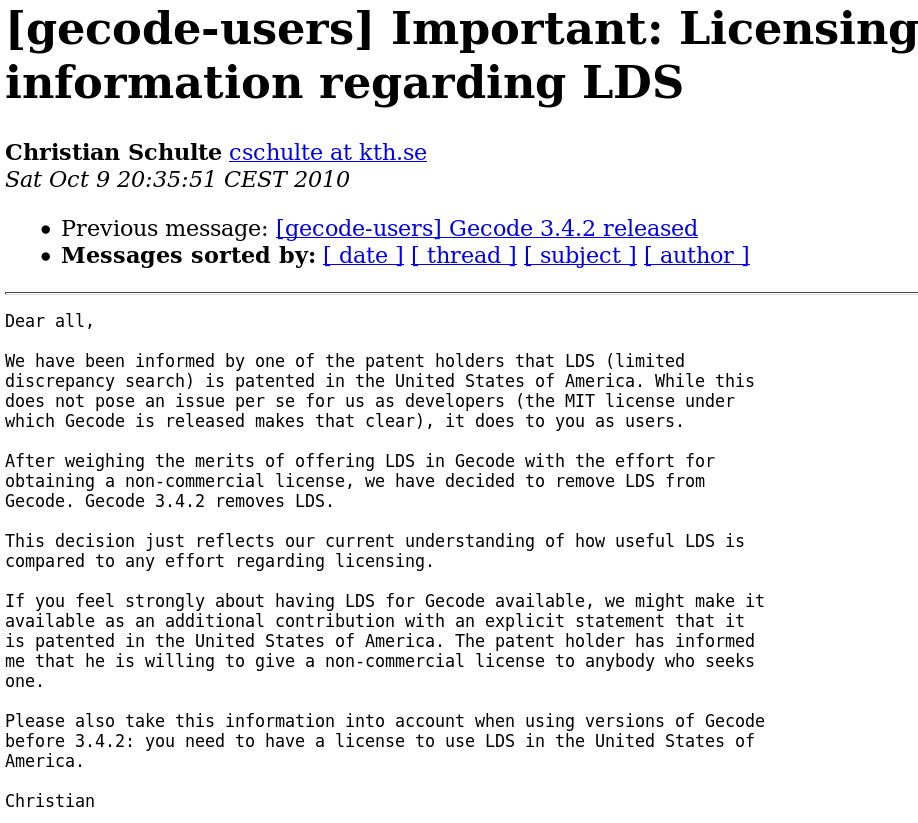 [gecode-users] Important: Licensing
information regarding LDS
Christian Schulte cschulte at kth.se
Sat Oct 9 20:35:51 CEST 2010
• Previous message: [gecode-users] Gecode 3.4.2 released
• Messages sorted by: [ date ] [ thread ] [ subject ] [ author ]
Dear all,
We have been informed by one of the patent holders that LDS (limited
discrepancy search) is patented in the United States of America. While this
does not pose an issue per se for us as developers (the MIT license under
which Gecode is released makes that clear), it does to you as users.
After weighing the merits of offering LDS in Gecode with the effort for
obtaining a non-commercial license, we have decided to remove LDS from
Gecode. Gecode 3.4.2 removes LDS.
This decision just reflects our current understanding of how useful LDS is
compared to any effort regarding licensing.
If you feel strongly about having LDS for Gecode available, we might make it
available as an additional contribution with an explicit statement that it
is patented in the United States of America. The patent holder has informed
me that he is willing to give a non-commercial license to anybody who seeks
one.
Please also take this information into account when using versions of Gecode
before 3.4.2: you need to have a license to use LDS in the United States of
America.
Christian